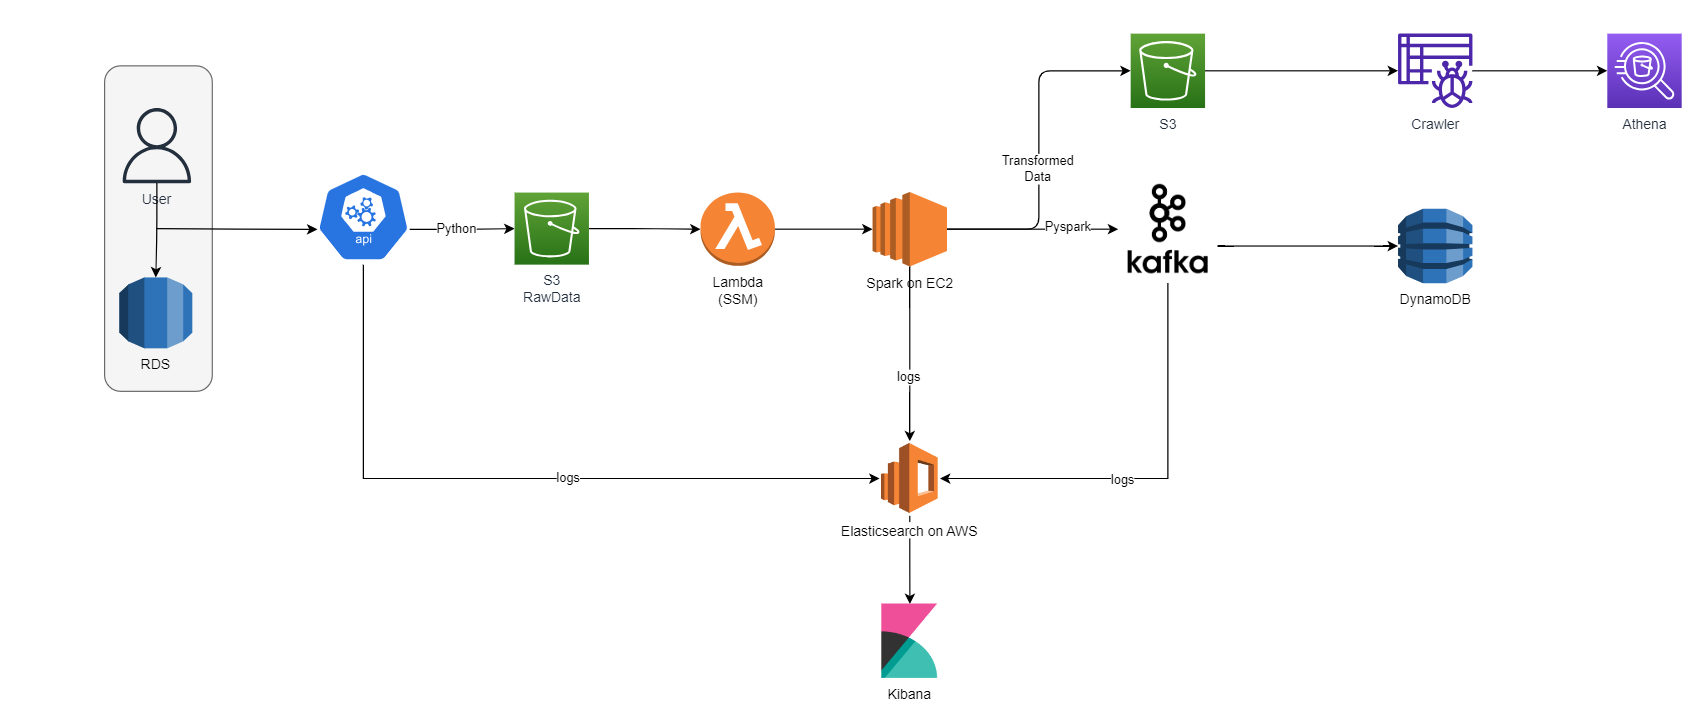 S3
Crawler
Athena
Transformed
Data
User
api
Python
Pyspark
kafka
S3
RawData
Lambda
(SSM)
Spark on EC2
DynamoDB
RDS
logs
logs
logs
Elasticsearch on AWS
Kibana